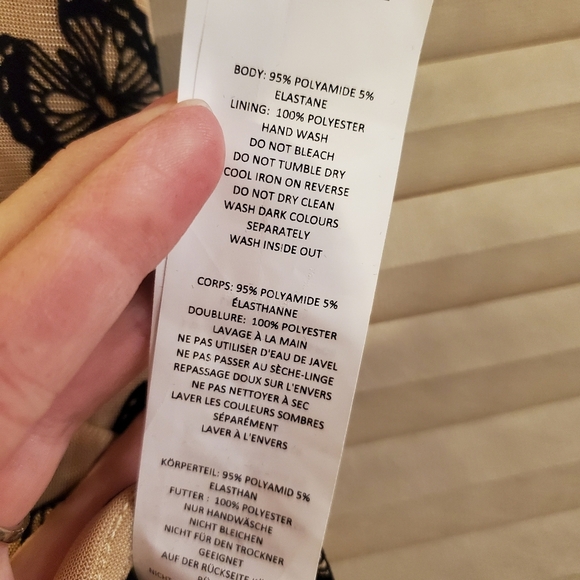 BODY: 95% POLYAMIDE 5%
ELASTANE
LINING: 100% POLYESTER
HAND WASH
DO NOT BLEACH
DO NOT TUMBLE DRY
COOL IRON ON REVERSE
DO NOT DRY CLEAN
WASH DARK COLOURS
SEPARATELY
WASH INSIDE OUT
CORPS: 95% POLYAMIDE 5%
ÉLASTHANNE
DOUBLURE: 100% POLYESTER
LAVAGE À LA MAIN
NE PAS UTILISER D'EAU DE JAVEL
NE PAS PASSER AU SÈCHE-LINGE
REPASSAGE DOUX SUR L'ENVERS
NE PAS NETTOYER À SEC
LAVER LES COULEURS SOMBRES
SÉPARÉMENT
LAVER À L'ENVERS
KÖRPERTEIL: 95% POLYAMID 5%
ELASTHAN
FUTTER : 100% POLYESTER
NUR HANDWÄSCHE
NICHT BLEICHEN
NICHT FÜR DEN TROCKNER
GEEIGNET
AUF DER RÜCKSEITE